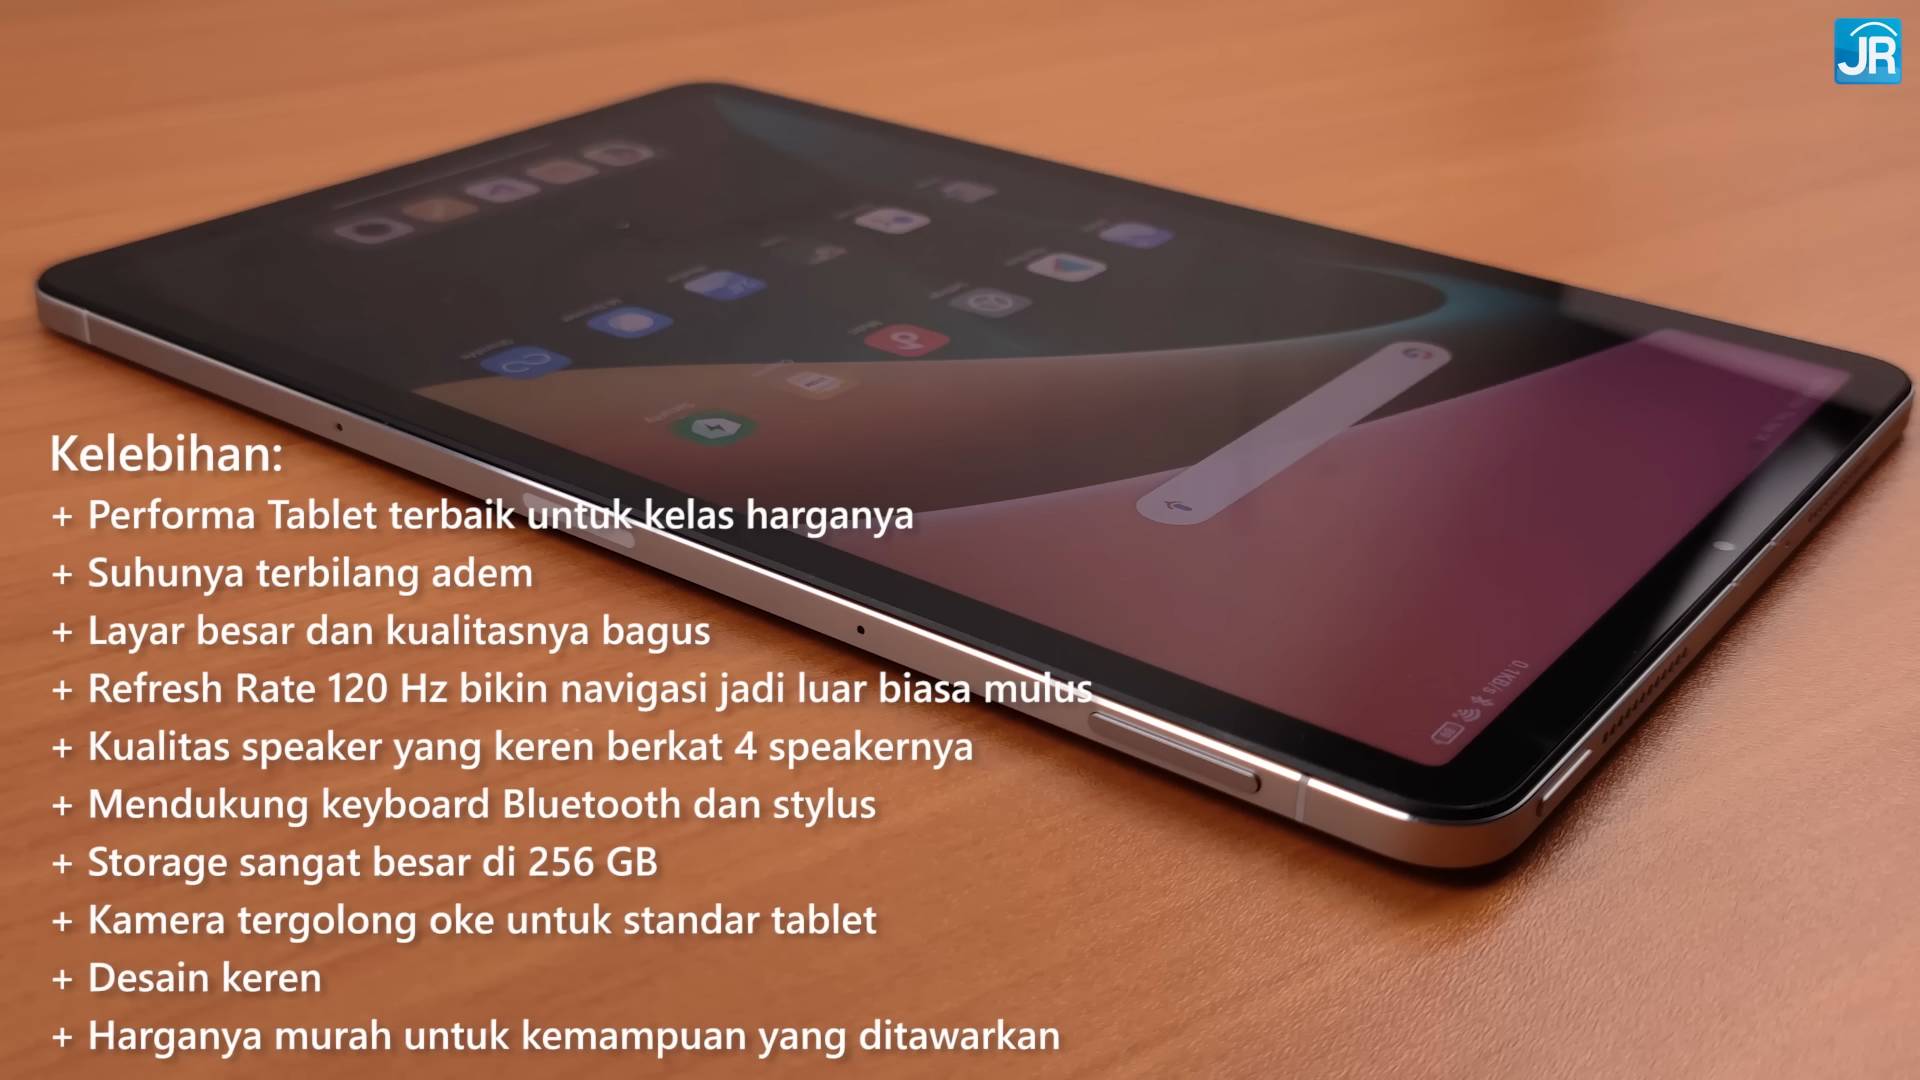 JR
Kelebihan:
+ Performa Tablet terbaik untuk kelas harganya
+ Suhunya terbilang adem
+ Layar besar dan kualitasnya bagus
+ Refresh Rate 120 Hz bikin navigasi jadi luar biasa mulus
+ Kualitas speaker yang keren berkat 4 speakernya
+ Mendukung keyboard Bluetooth dan stylus
+ Storage sangat besar di 256 GB
+ Kamera tergolong oke untuk standar tablet
+ Desain keren
+ Harganya murah untuk kemampuan yang ditawarkan
Security
0.1KB/s